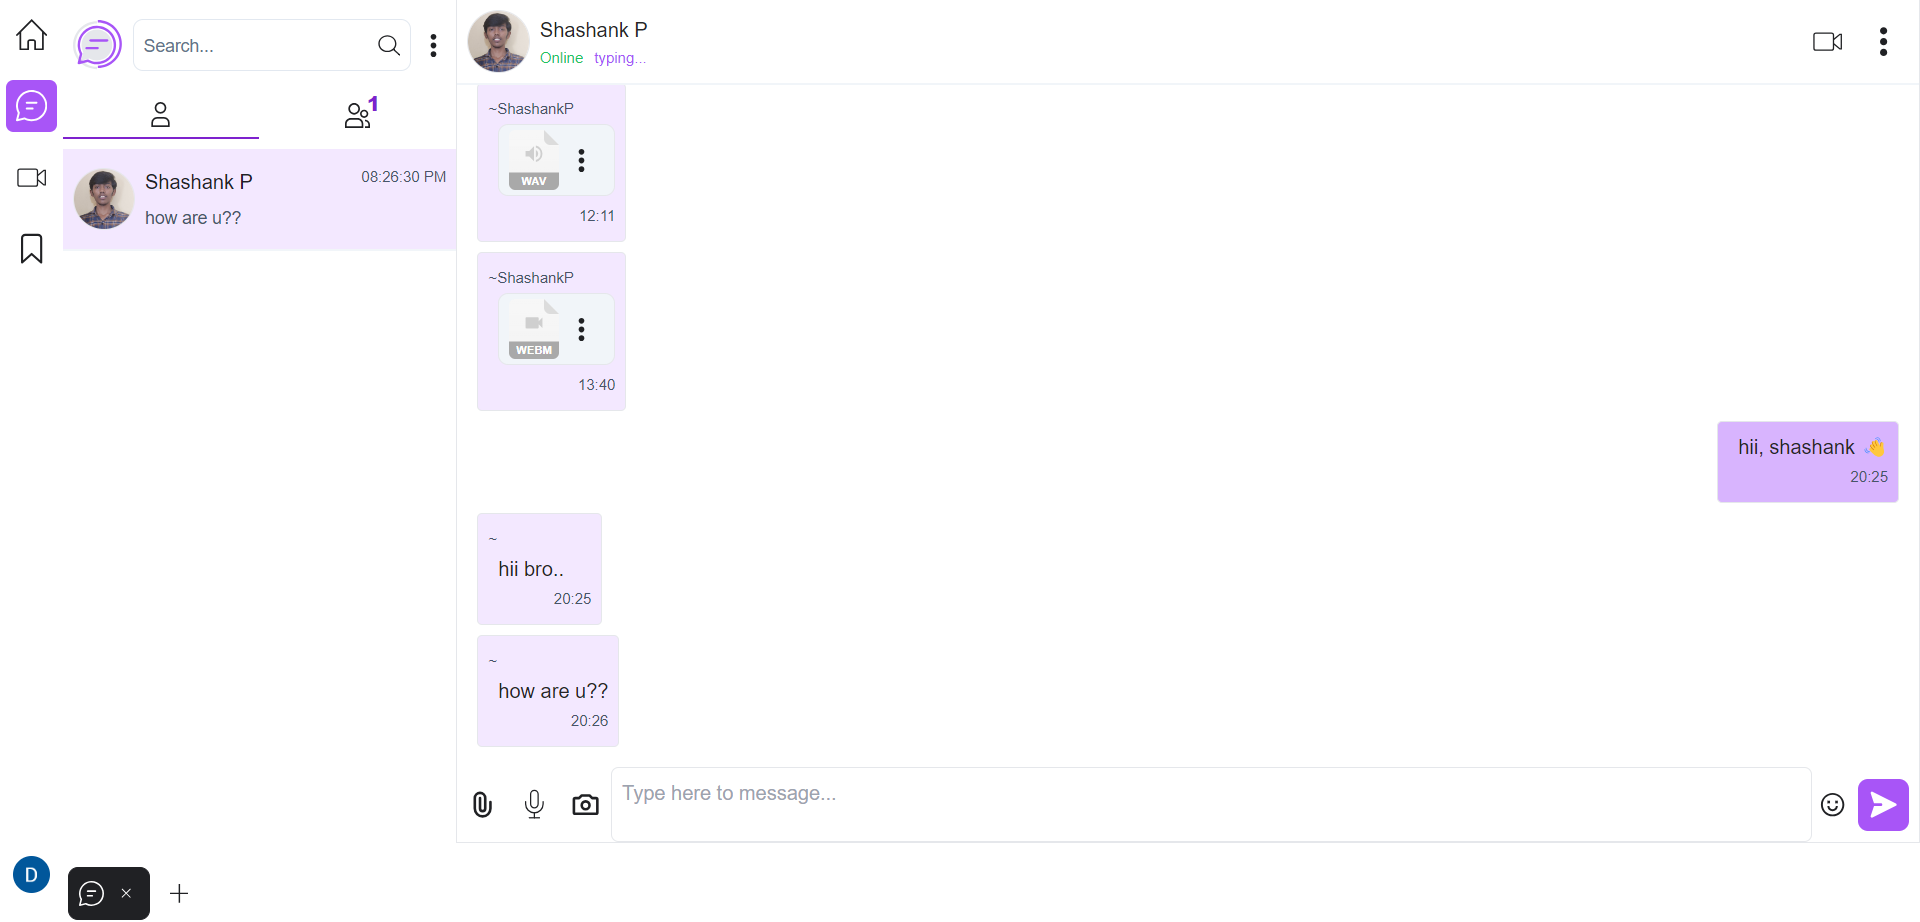 Search...
1
Shashank P
08:26:30 PM
how are u??
Shashank P
Online typing...
~ShashankP
WAV
12:11
~ShashankP
WEBM
13:40
hii, shashank 👋
20:25
~
hii bro..
20:25
~
how are u??
20:26
Type here to message...
D